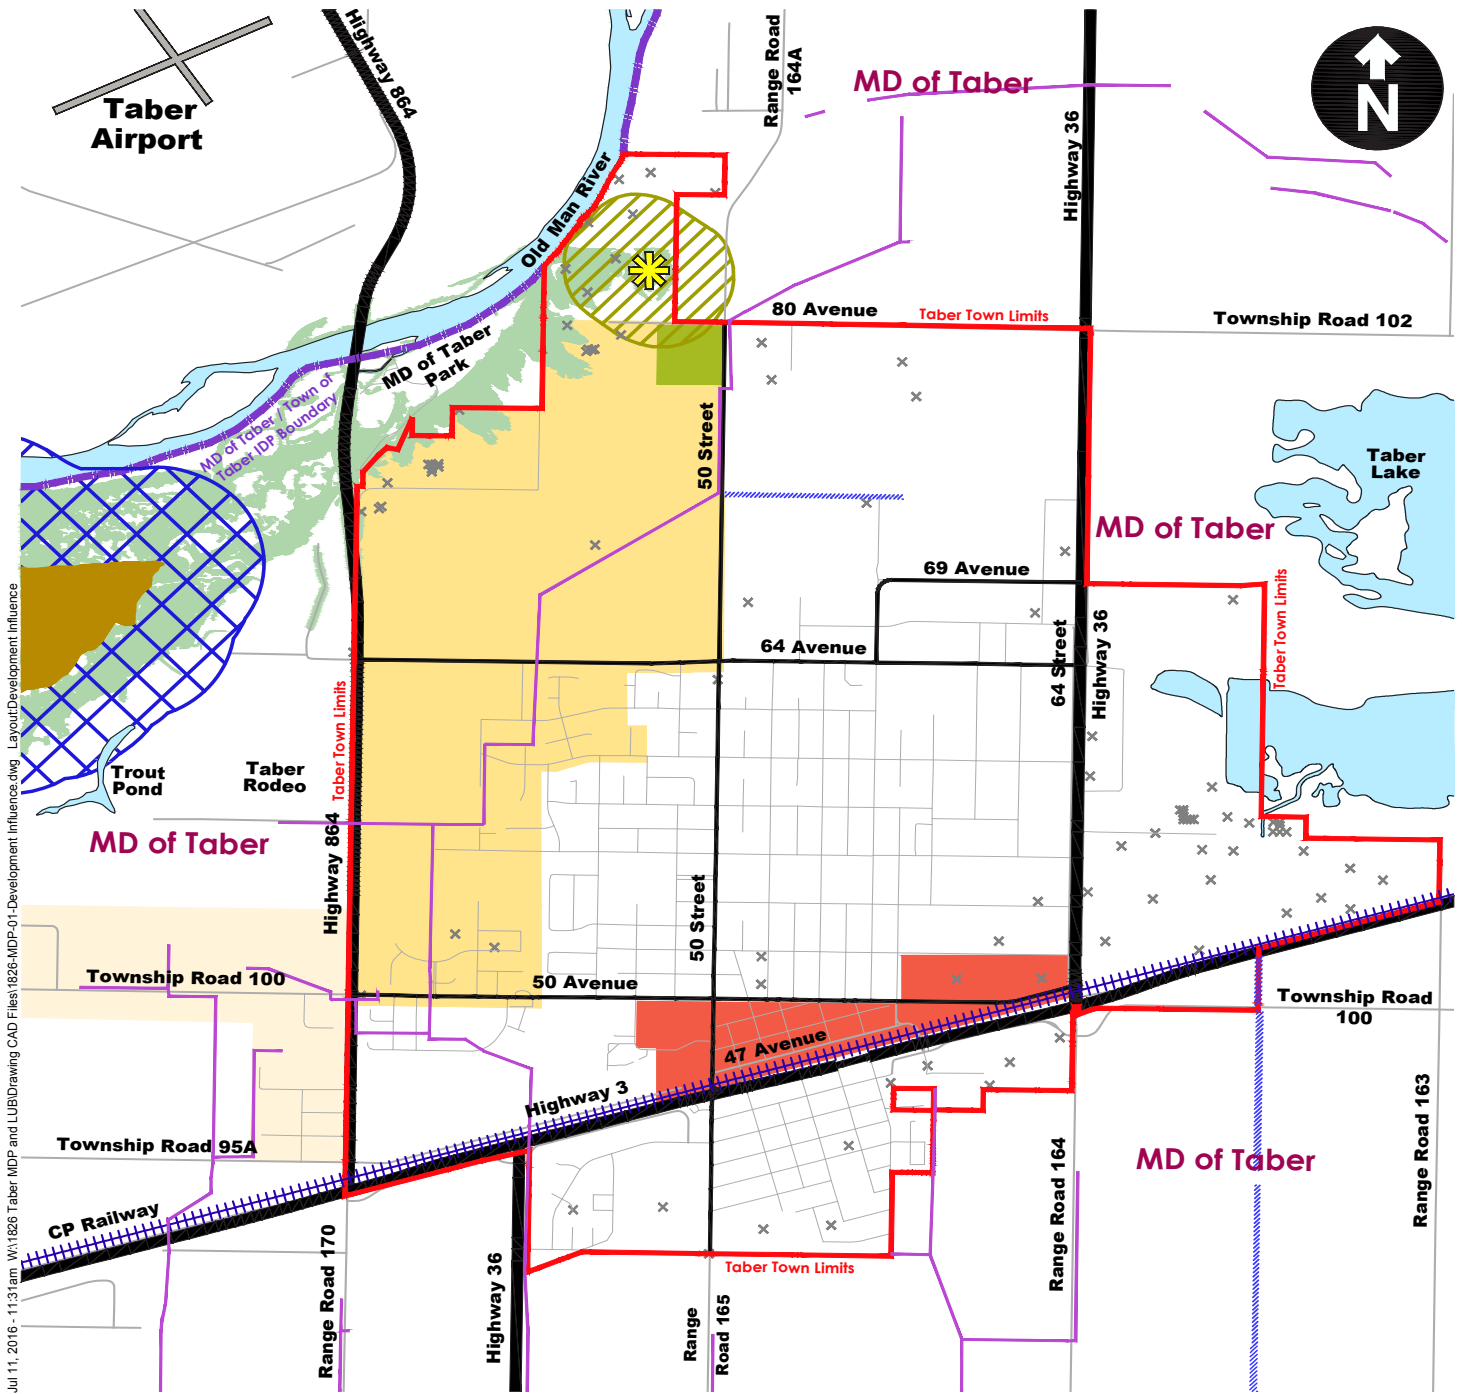 Highway 864
Range Road
164A
MD of Taber
N
Taber
Airport
Highway 36
Old Man River
80 Avenue
Taber Town Limits
Township Road 102
MD of Taber
Park
MD of Taber / Town of
Taber IDP Boundary
50 Street
Taber
Lake
MD of Taber
69 Avenue
64 Avenue
64 Street
Highway 36
Taber Town Limits
Taber Town Limits
Trout
Pond
Taber
Rodeo
MD of Taber
Highway 864
50 Street
Township Road 100
50 Avenue
Township Road
100
47 Avenue
Highway 3
Township Road 95A
CP Railway
MD of Taber
Range Road 163
Range Road 164
Taber Town Limits
Range Road 170
Highway 36
Range
Road 165
Jul 11, 2016 - 11:31am W:\1826 Taber MDP and LUB\Drawing CAD Files\1826-MDP-01-Development Influence.dwg Layout:Development Influence